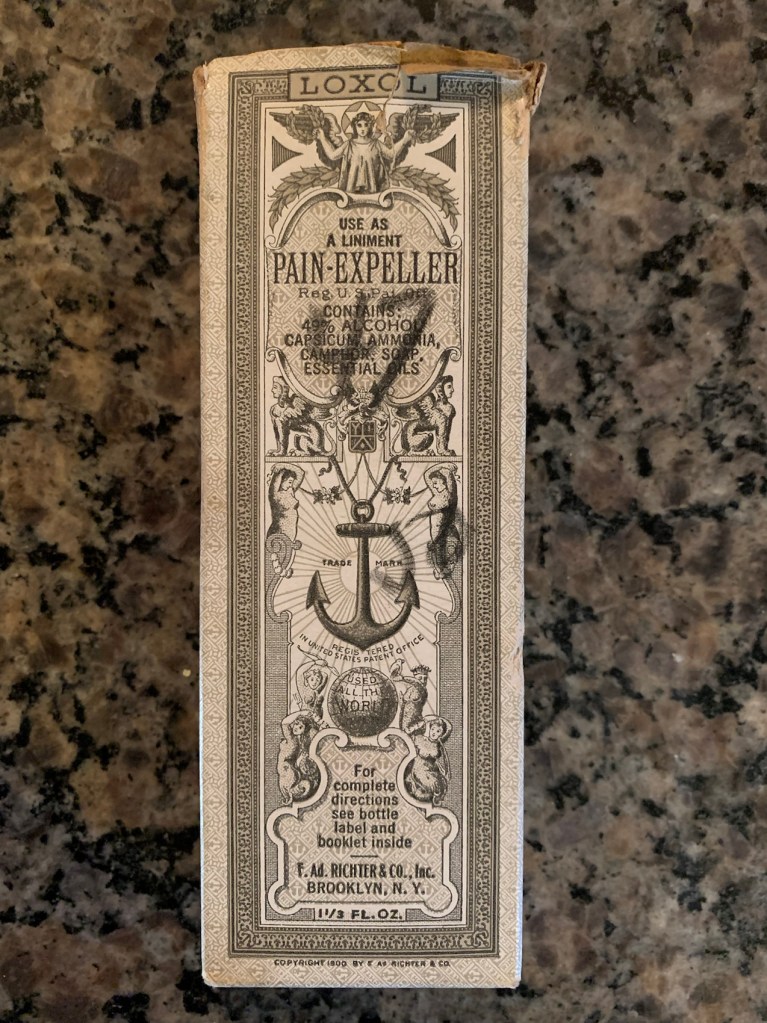 LOXOL
USE AS
A LINIMENT
PAIN-EXPELLER
Reg. U.S. Pat. Off.
CONTAINS:
49% ALCOHOL
CAPSICUM, AMMONIA,
CAMPHOR, SOAP,
ESSENTIAL OILS
TRADE MARK
REGISTERED
IN UNITED STATES PATENT OFFICE
USED
ALL THE
WORLD
For
complete
directions
see bottle
label and
booklet inside
F. Ad. RICHTER & CO., Inc.
BROOKLYN, N. Y.
1 1/3 FL. OZ.
COPYRIGHT 1800 BY F. AD. RICHTER & CO.